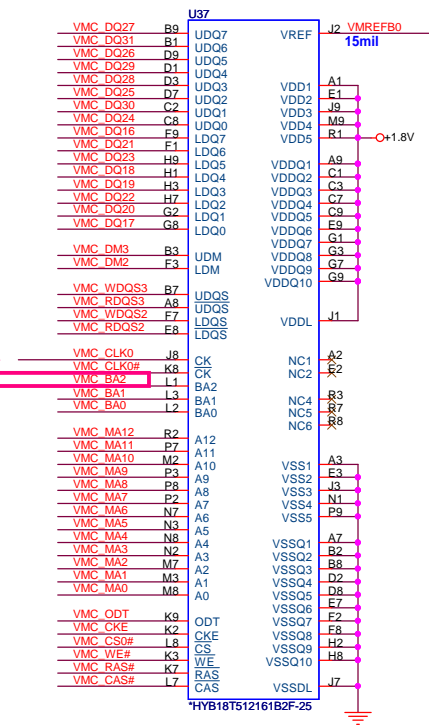 U37
VMC_DQ27 B9 UDQ7 VREF J2 VMREFB0
VMC_DQ31 B1 UDQ6 15mil
VMC_DQ26 D9 UDQ5
VMC_DQ29 D1 UDQ4
VMC_DQ28 D3 UDQ3 VDD1 A1
VMC_DQ25 D7 UDQ2 VDD2 E1
VMC_DQ30 C2 UDQ1 VDD3 J9
VMC_DQ24 C8 UDQ0 VDD4 M9
VMC_DQ16 F9 LDQ7 VDD5 R1 +1.8V
VMC_DQ21 F1 LDQ6
VMC_DQ23 H9 LDQ5 VDDQ1 A9
VMC_DQ18 H1 LDQ4 VDDQ2 C1
VMC_DQ19 H3 LDQ3 VDDQ3 C3
VMC_DQ22 H7 LDQ2 VDDQ4 C7
VMC_DQ20 G2 LDQ1 VDDQ5 C9
VMC_DQ17 G8 LDQ0 VDDQ6 E9
VDDQ7 G1
VMC_DM3 B3 UDM VDDQ8 G3
VMC_DM2 F3 LDM VDDQ9 G7
VDDQ10 G9
VMC_WDQS3 B7 UDQS
VMC_RDQS3 A8 UDQS
VMC_WDQS2 F7 LDQS VDDL J1
VMC_RDQS2 E8 LDQS
VMC_CLK0 J8 CK NC1 A2
VMC_CLK0# K8 CK NC2 E2
VMC_BA2 L1 BA2
VMC_BA1 L3 BA1 NC4 R3
VMC_BA0 L2 BA0 NC5 R7
NC6 R8
VMC_MA12 R2 A12
VMC_MA11 P7 A11
VMC_MA10 M2 A10 VSS1 A3
VMC_MA9 P3 A9 VSS2 E3
VMC_MA8 P8 A8 VSS3 J3
VMC_MA7 P2 A7 VSS4 N1
VMC_MA6 N7 A6 VSS5 P9
VMC_MA5 N3 A5
VMC_MA4 N8 A4 VSSQ1 A7
VMC_MA3 N2 A3 VSSQ2 B2
VMC_MA2 M7 A2 VSSQ3 B8
VMC_MA1 M3 A1 VSSQ4 D2
VMC_MA0 M8 A0 VSSQ5 D8
VSSQ6 E7
VMC_ODT K9 ODT VSSQ7 F2
VMC_CKE K2 CKE VSSQ8 F8
VMC_CS0# L8 CS VSSQ9 H2
VMC_WE# K3 WE VSSQ10 H8
VMC_RAS# K7 RAS
VMC_CAS# L7 CAS VSSDL J7
*HYB18T512161B2F-25